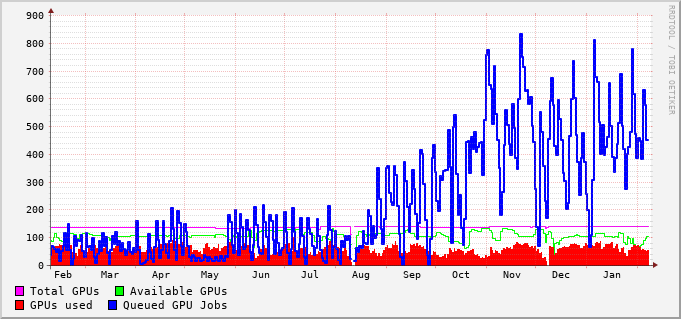 900
800
700
600
500
400
300
200
100
0
Feb Mar Apr May Jun Jul Aug Sep Oct Nov Dec Jan
Total GPUs Available GPUs
GPUs used Queued GPU Jobs
RRDTOOL / TOBI OETIKER